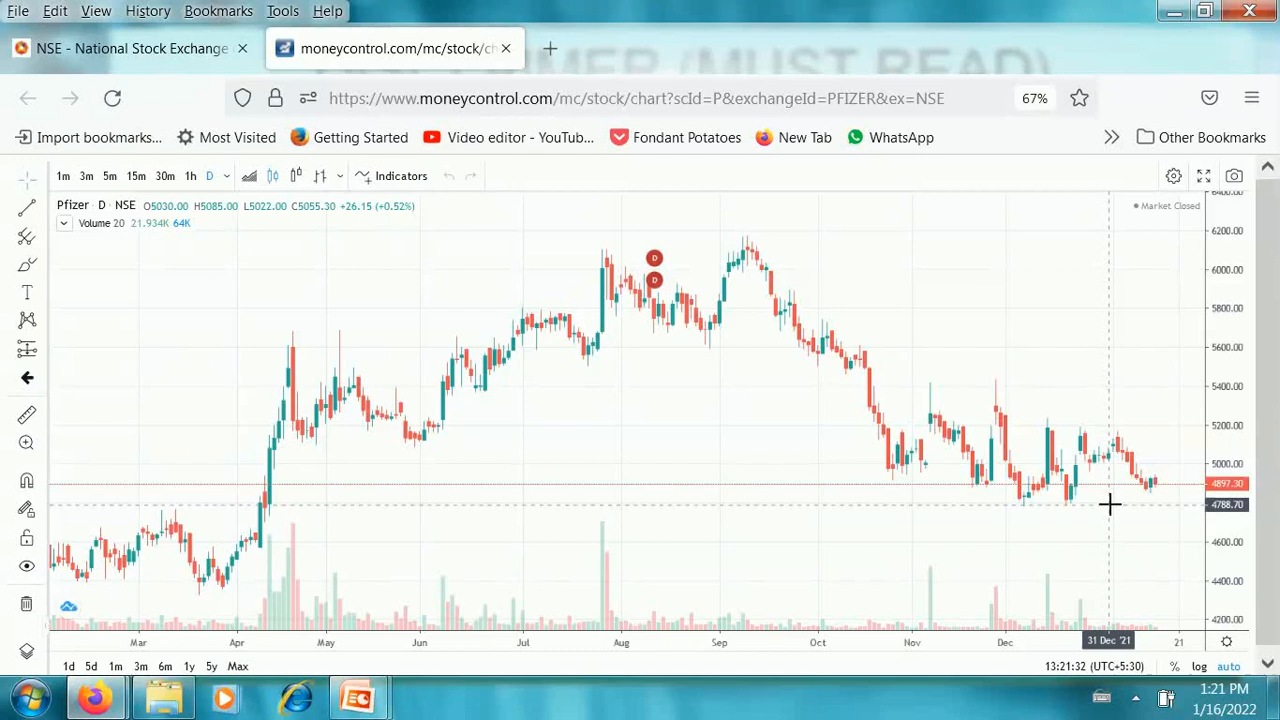 File Edit View History Bookmarks Tools Help
NSE - National Stock Exchange
moneycontrol.com/mc/stock/ch
(MUST READ)
https://www.moneycontrol.com/mc/stock/chart?scId=P&exchangeId=PFIZER&ex=NSE
67%
Import bookmarks...
Most Visited
Getting Started
Video editor - YouTub...
Fondant Potatoes
New Tab
WhatsApp
Other Bookmarks
1m 3m 5m 15m 30m 1h D
Indicators
Pfizer D NSE O5030.00 H5085.00 L5022.00 C5055.30 +26.15 (+0.52%)
Market Closed
Volume 20 21.934K 64K
D
D
6400.00
6200.00
6000.00
5800.00
5600.00
5400.00
5200.00
5000.00
4897.30
4788.70
4600.00
4400.00
4200.00
Mar Apr May Jun Jul Aug Sep Oct Nov Dec 31 Dec '21 21
1d 5d 1m 3m 6m 1y 5y Max
13:21:32 (UTC+5:30) % log auto
1:21 PM
1/16/2022